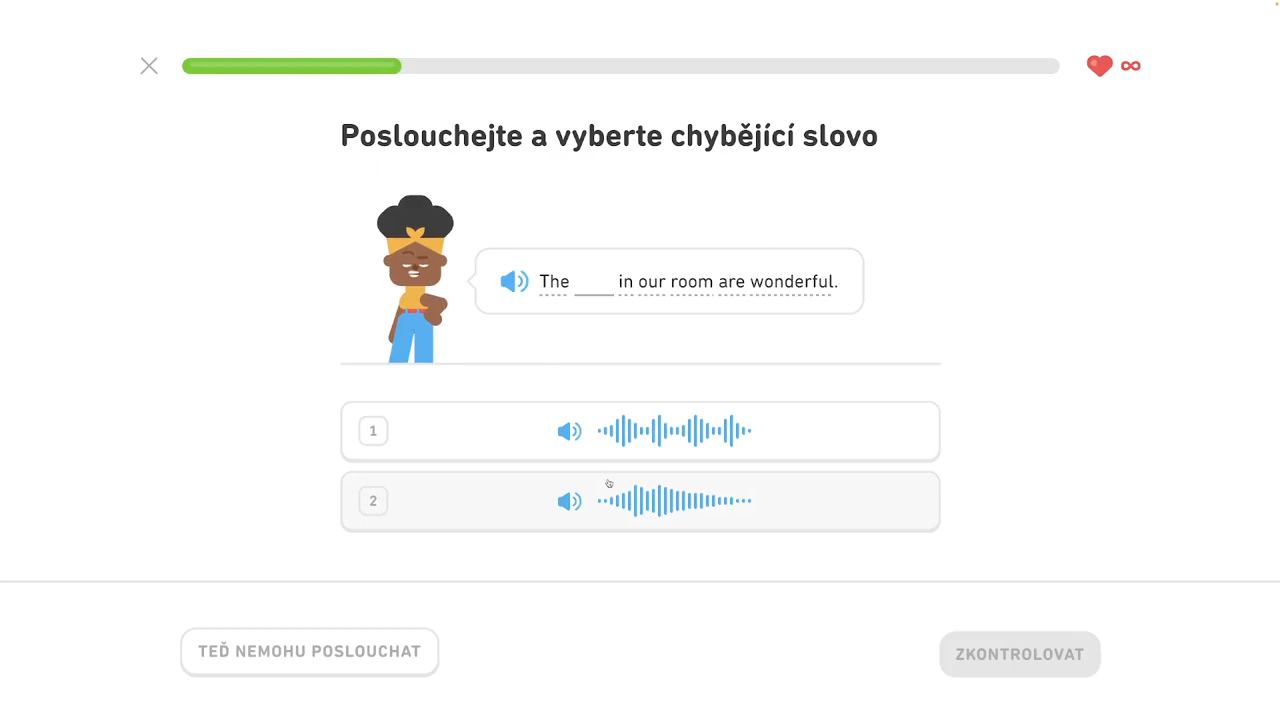 Poslouchejte a vyberte chybějící slovo
The ____ in our room are wonderful.
1
2
TEĎ NEMOHU POSLOUCHAT
ZKONTROLOVAT